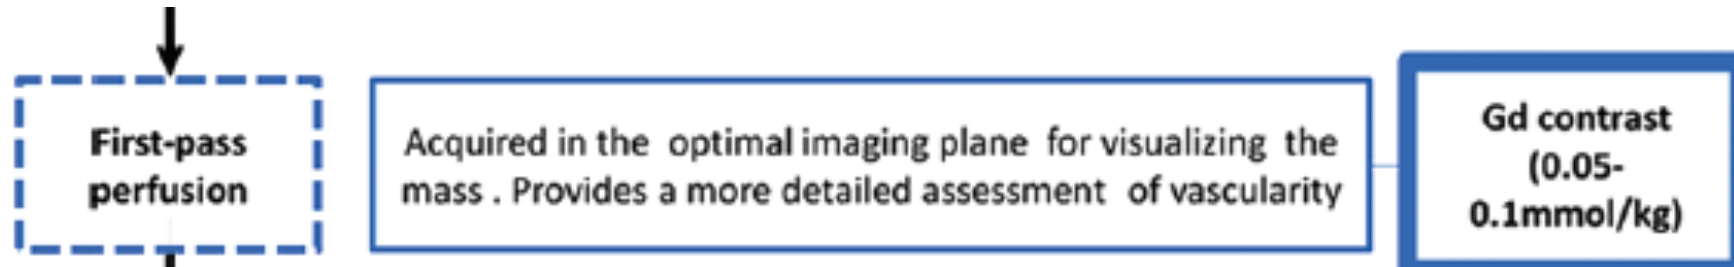 First-pass
perfusion
Acquired in the optimal imaging plane for visualizing the
mass . Provides a more detailed assessment of vascularity
Gd contrast
(0.05-
0.1mmol/kg)